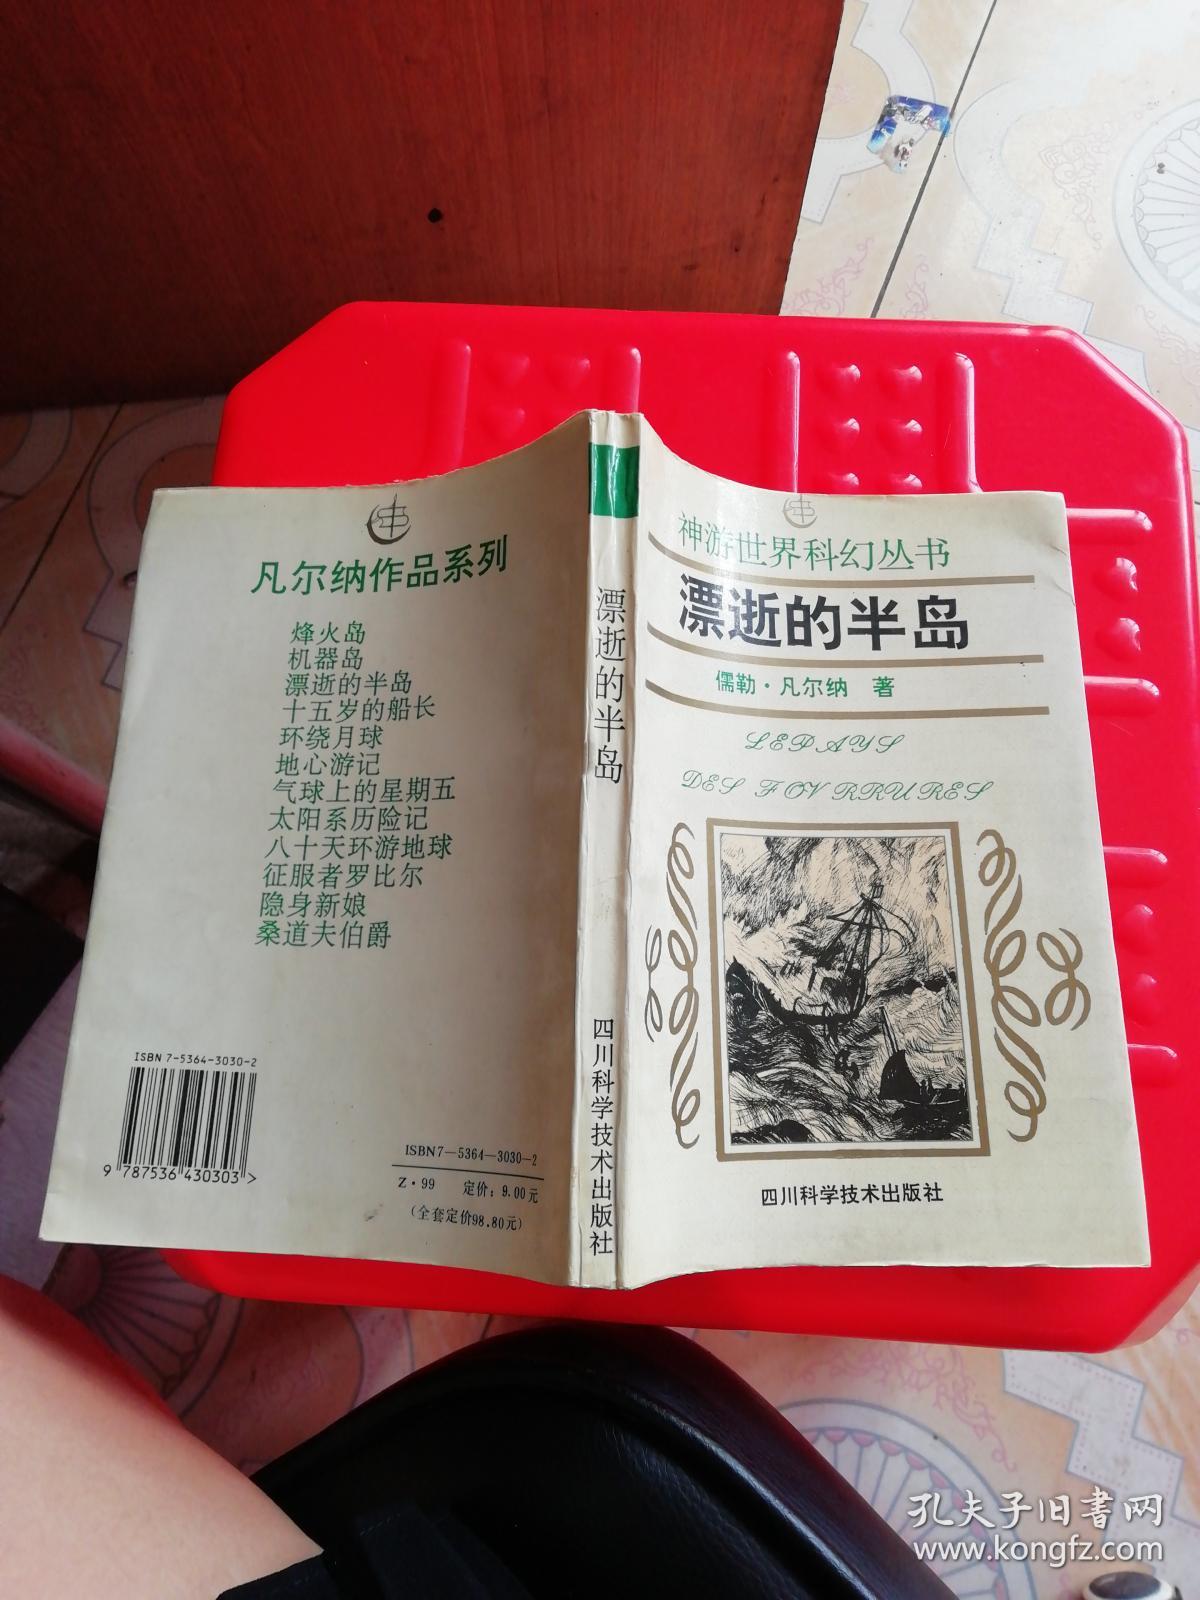 凡尔纳作品系列
烽火岛
机器岛
漂逝的半岛
十五岁的船长
环绕月球
地心游记
气球上的星期五
太阳系历险记
八十天环游地球
征服者罗比尔
隐身新娘
桑道夫伯爵
ISBN 7-5364-3030-2
9 787536 430303 >
ISBN7—5364—3030—2
Z·99 定价：9.00元
（全套定价98.80元）
漂逝的半岛
四川科学技术出版社
神游世界科幻丛书
漂逝的半岛
儒勒·凡尔纳 著
LEPAYS
DES FOVRRURES
四川科学技术出版社
孔夫子旧书网
www.kongfz.com